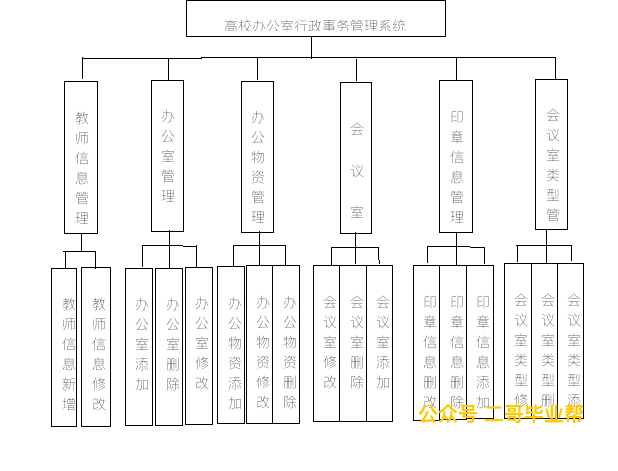 高校办公室行政事务管理系统
教师信息管理
办公室管理
办公物资管理
会议室
印章信息管理
会议室类型管
教师信息新增
教师信息修改
办公室添加
办公室删除
办公室修改
办公物资添加
办公物资修改
办公物资删除
会议室修改
会议室删除
会议室添加
印章信息删改
印章信息删除
印章信息添加
会议室类型修
会议室类型删
会议室类型添
公众号 二哥毕业帮